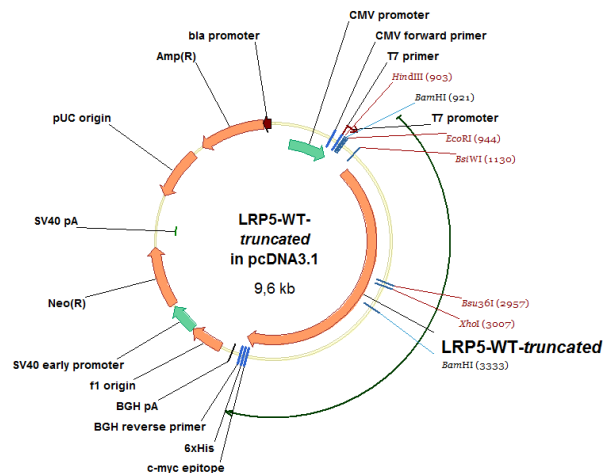 CMV promoter
bla promoter
CMV forward primer
Amp(R)
T7 primer
HindIII (903)
BamHI (921)
pUC origin
T7 promoter
EcoRI (944)
BsiWI (1130)
SV40 pA
LRP5-WT-
truncated
in pcDNA3.1
9,6 kb
Neo(R)
Bsu36I (2957)
XhoI (3007)
LRP5-WT-truncated
BamHI (3333)
SV40 early promoter
f1 origin
BGH pA
BGH reverse primer
6xHis
c-myc epitope